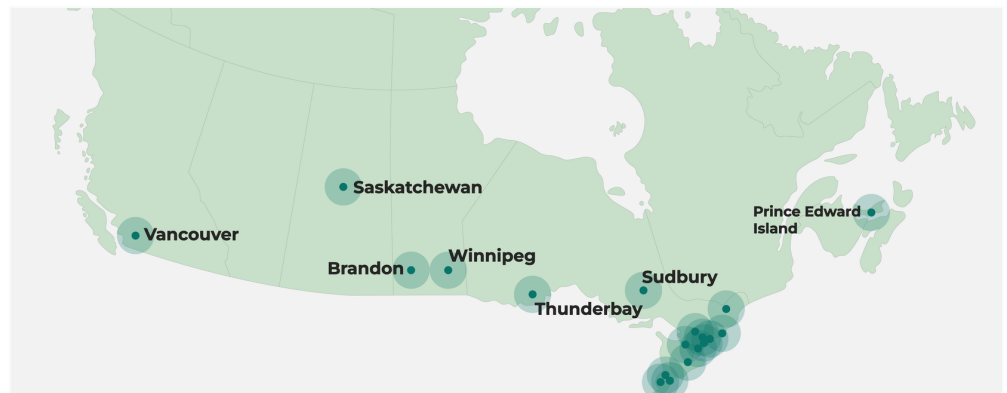 Saskatchewan
Vancouver
Prince Edward
Island
Winnipeg
Brandon
Sudbury
Thunderbay